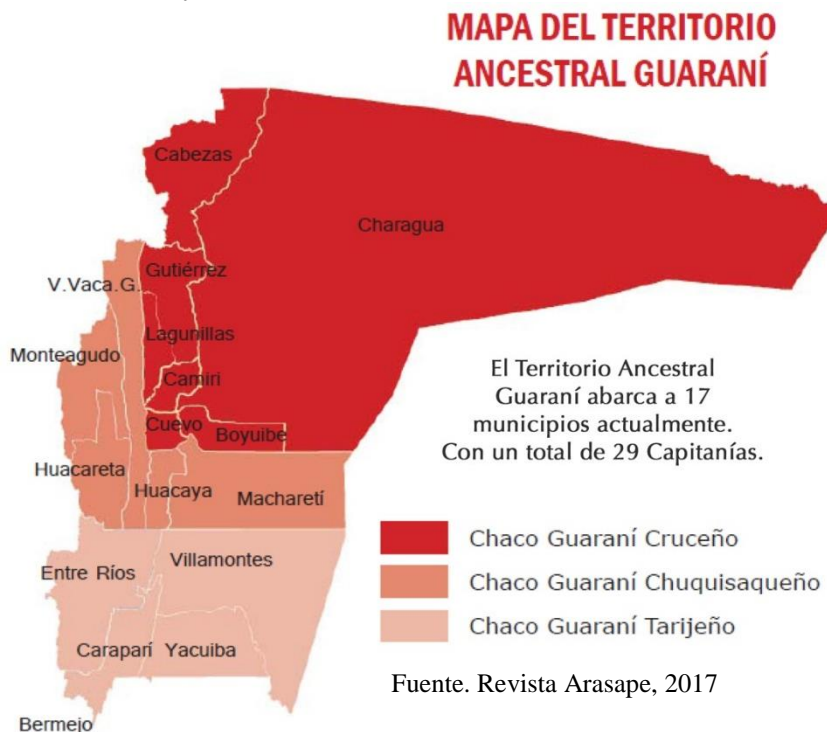 MAPA DEL TERRITORIO
ANCESTRAL GUARANÍ
Cabezas
Charagua
Gutiérrez
V.Vaca.G.
Lagunillas
Monteagudo
Camiri
Cuevo
Boyuibe
Huacareta
Huacaya
Macharetí
El Territorio Ancestral
Guaraní abarca a 17
municipios actualmente.
Con un total de 29 Capitanías.
Chaco Guaraní Cruceño
Chaco Guaraní Chuquisaqueño
Chaco Guaraní Tarijeño
Entre Ríos
Villamontes
Caraparí
Yacuiba
Bermejo
Fuente. Revista Arasape, 2017